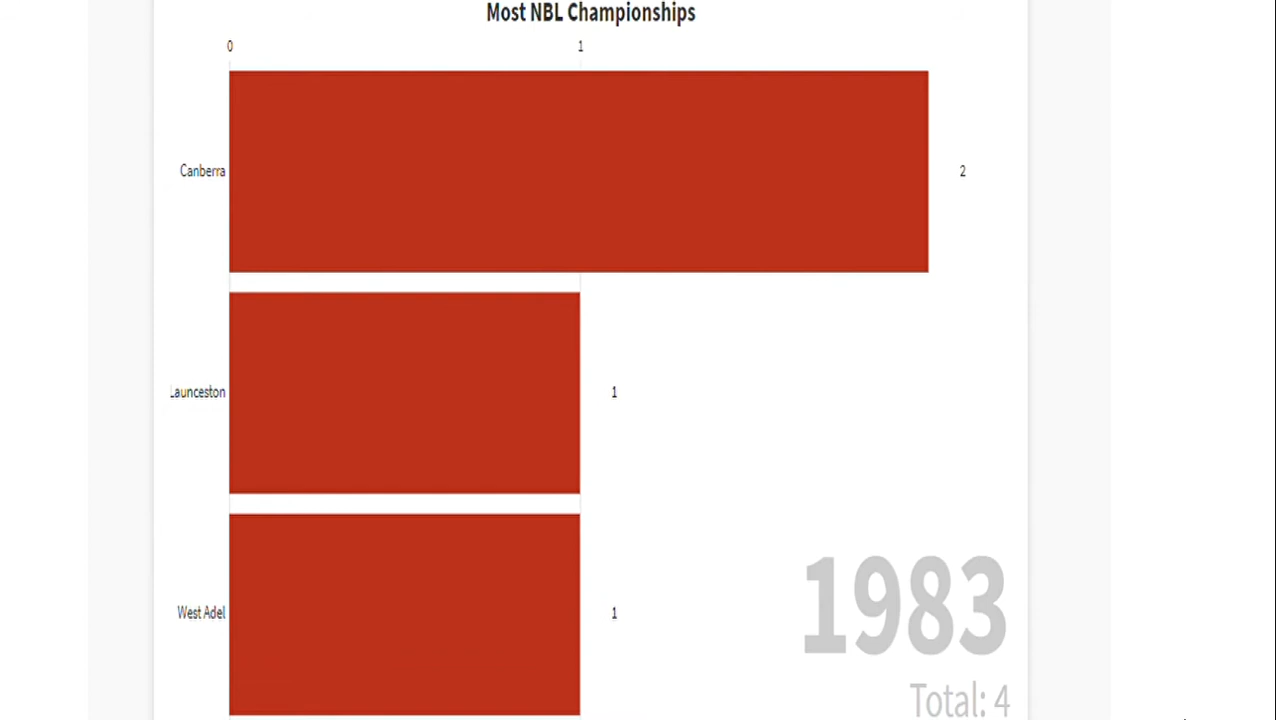 Most NBL Championships
0 1
Canberra 2
Launceston 1
West Adel 1
1983
Total: 4